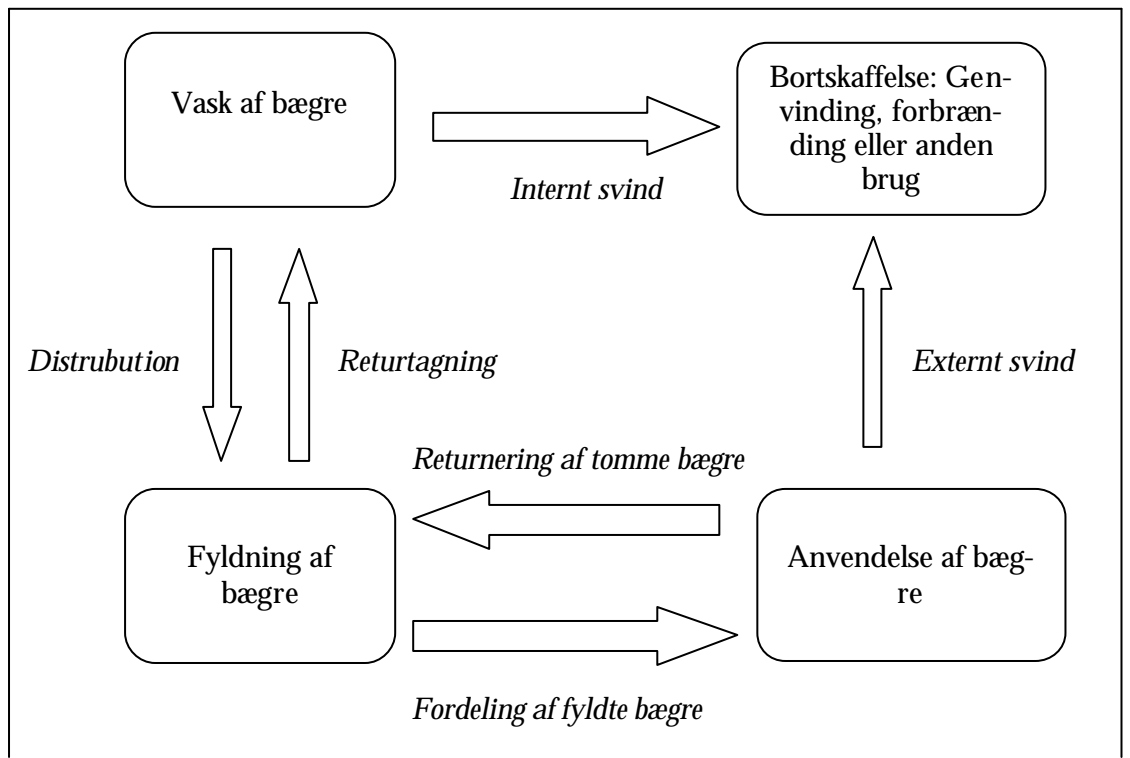 Vask af bægre
Bortskaffelse: Gen-
vinding, forbræn-
ding eller anden
brug
Internt svind
Distrubution
Returtagning
Externt svind
Returnering af tomme bægre
Fyldning af
bægre
Anvendelse af bæg-
re
Fordeling af fyldte bægre